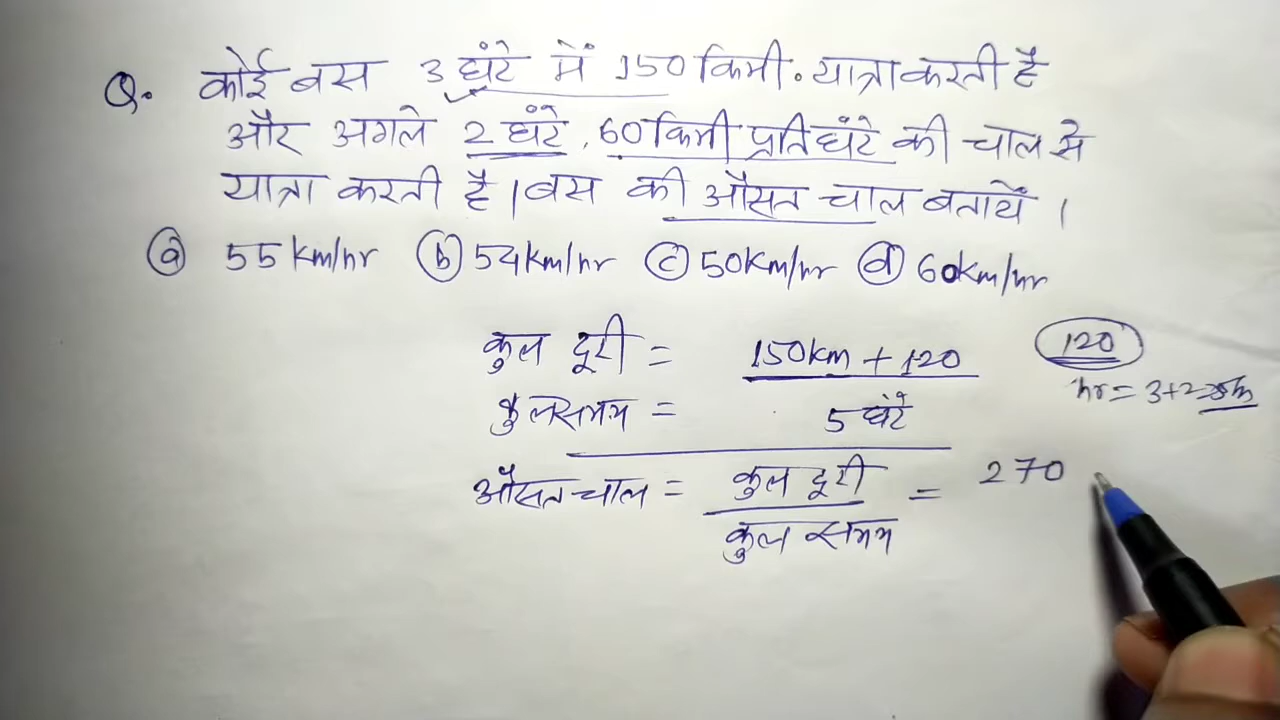 Q. कोई बस 3 घंटे में 150 किमी. यात्रा करती है
और अगले 2 घंटे, 60 किमी प्रति घंटे की चाल से
यात्रा करती है। बस की औसत चाल बतायें।
(a) 55 km/hr (b) 54 km/hr (c) 50 km/hr (d) 60 km/hr
कुल दूरी = 150km + 120
120
कुल समय = 5 घंटे
hr = 3+2=5h
औसत चाल = कुल दूरी / कुल समय = 270